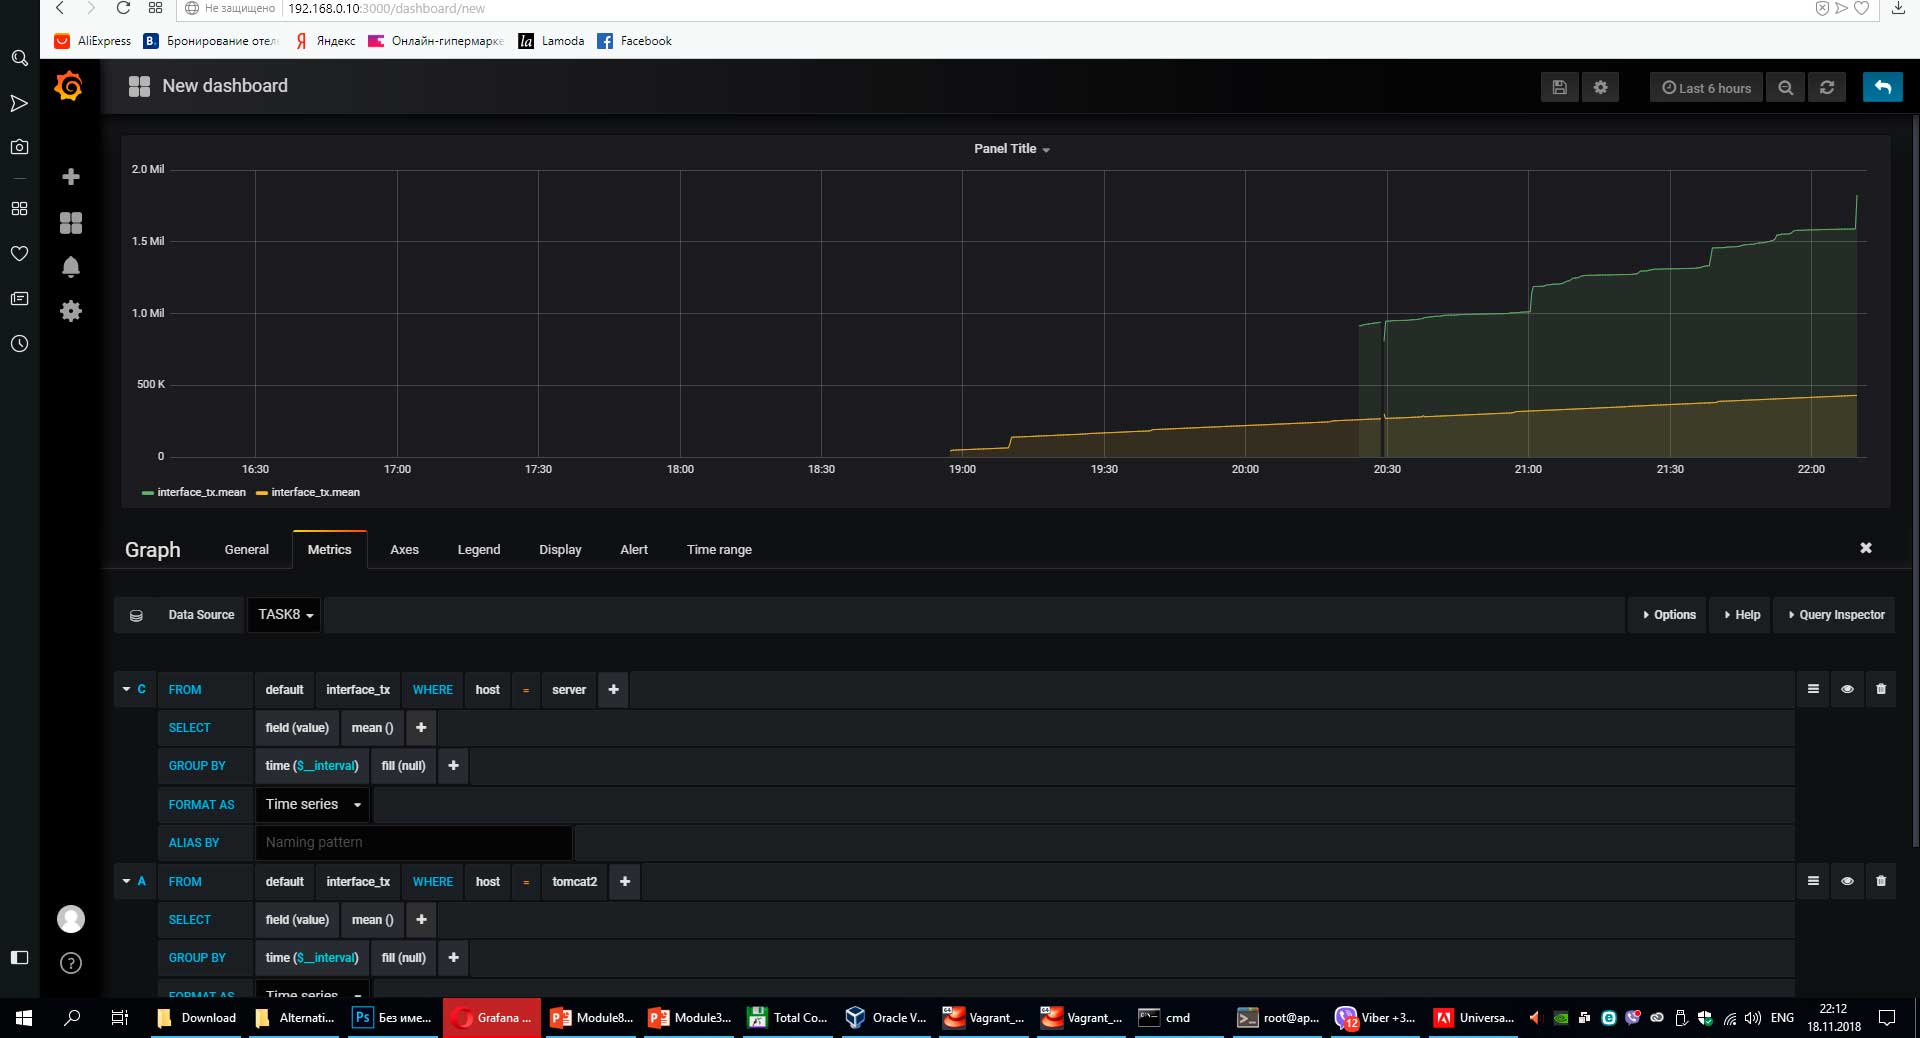 Не защищено 192.168.0.10:3000/dashboard/new
AliExpress Бронирование отел Яндекс Онлайн-гипермарке Lamoda Facebook
New dashboard Last 6 hours
Panel Title
2.0 Mil
1.5 Mil
1.0 Mil
500 K
0
16:30 17:00 17:30 18:00 18:30 19:00 19:30 20:00 20:30 21:00 21:30 22:00
interface_tx.mean interface_tx.mean
Graph General Metrics Axes Legend Display Alert Time range
Data Source TASK8 Options Help Query Inspector
C FROM default interface_tx WHERE host = server
SELECT field (value) mean ()
GROUP BY time ($__interval) fill (null)
FORMAT AS Time series
ALIAS BY Naming pattern
A FROM default interface_tx WHERE host = tomcat2
SELECT field (value) mean ()
GROUP BY time ($__interval) fill (null)
FORMAT AS Time series
Download Alternati... Без име... Grafana ... Module8... Module3... Total Co... Oracle V... Vagrant_... Vagrant_... cmd root@ap... 12 Viber +3... Universa... ENG 22:12
18.11.2018